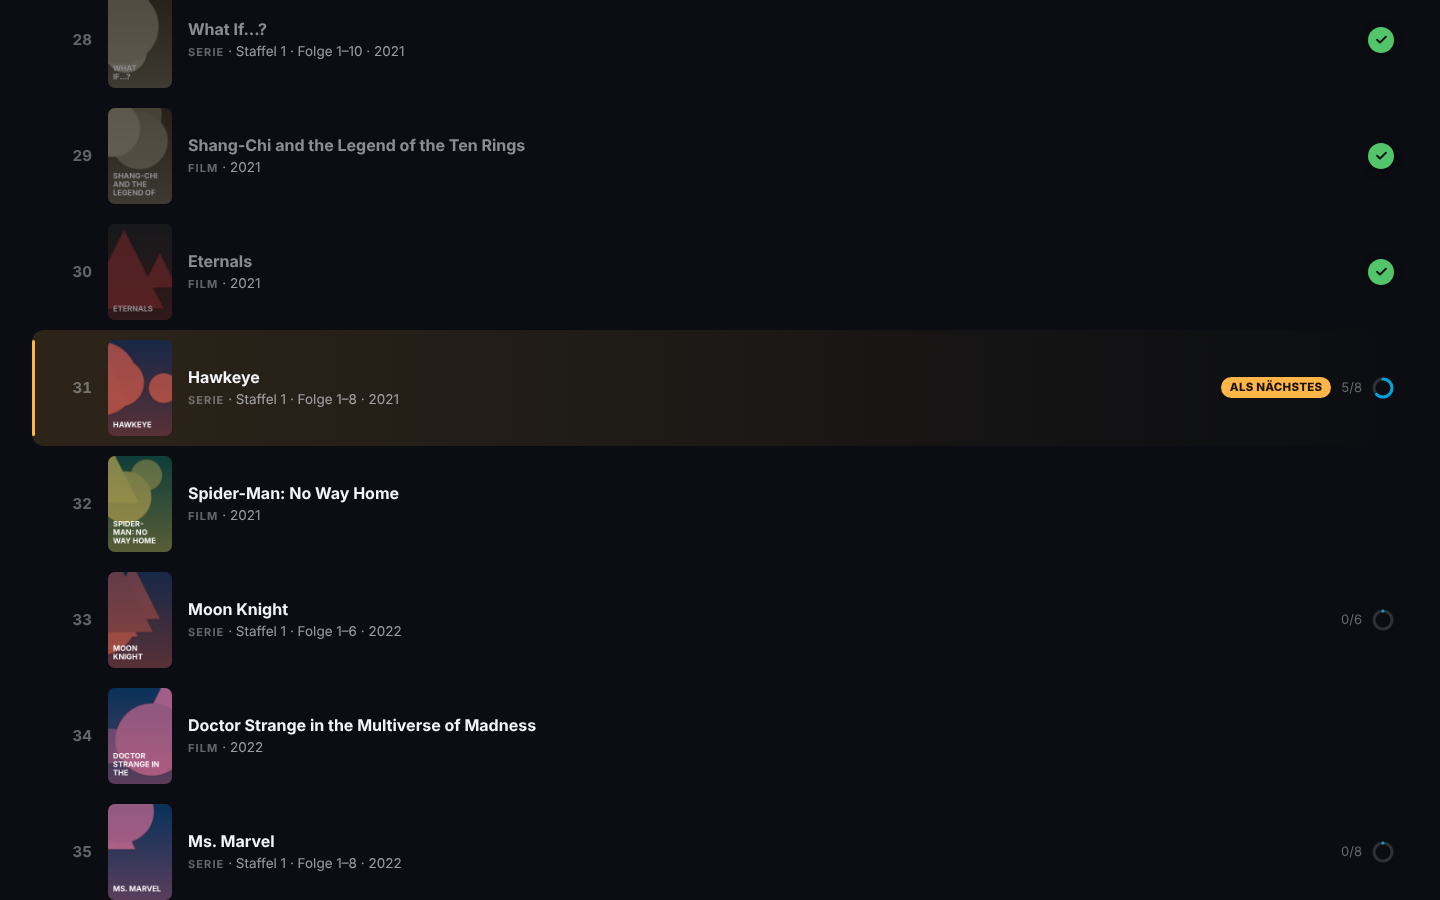 28
WHAT
IF...?
What If...?
SERIE · Staffel 1 · Folge 1–10 · 2021
29
SHANG-CHI
AND THE
LEGEND OF
Shang-Chi and the Legend of the Ten Rings
FILM · 2021
30
ETERNALS
Eternals
FILM · 2021
31
HAWKEYE
Hawkeye
SERIE · Staffel 1 · Folge 1–8 · 2021
ALS NÄCHSTES 5/8
32
SPIDER-
MAN: NO
WAY HOME
Spider-Man: No Way Home
FILM · 2021
33
MOON
KNIGHT
Moon Knight
SERIE · Staffel 1 · Folge 1–6 · 2022
0/6
34
DOCTOR
STRANGE IN
THE
Doctor Strange in the Multiverse of Madness
FILM · 2022
35
MS. MARVEL
Ms. Marvel
SERIE · Staffel 1 · Folge 1–8 · 2022
0/8